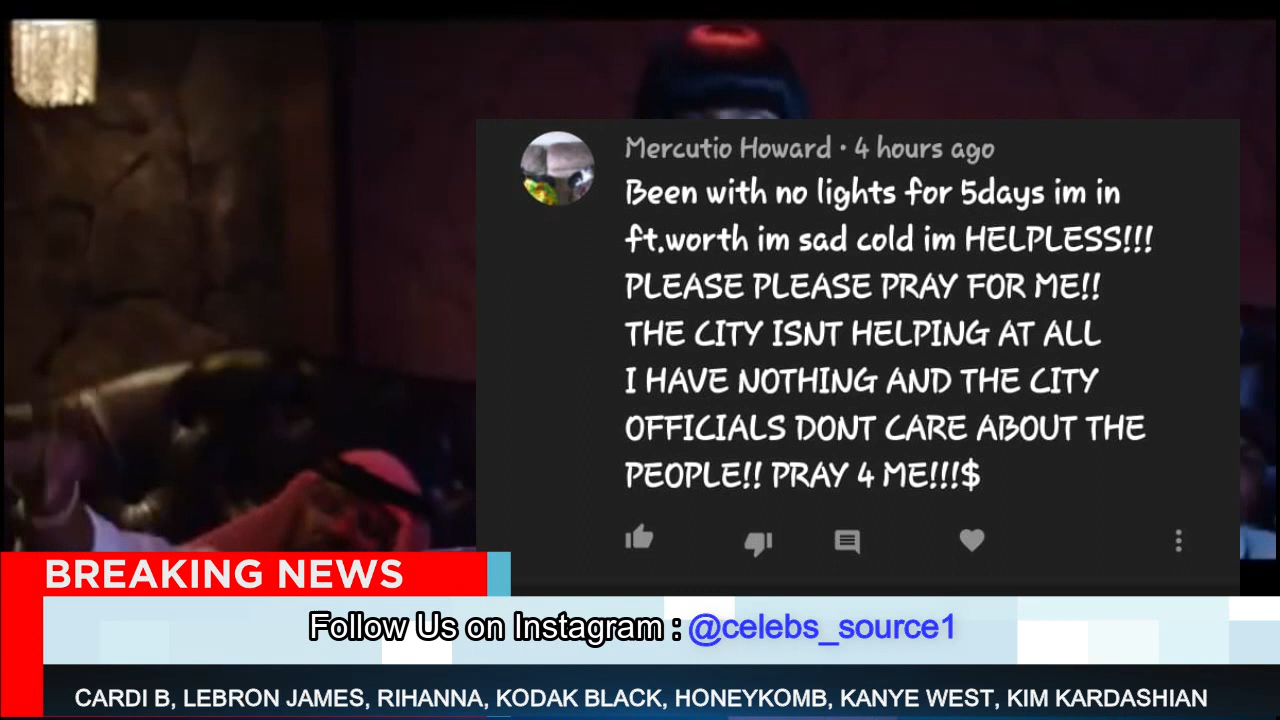 Mercutio Howard · 4 hours ago
Been with no lights for 5days im in
ft.worth im sad cold im HELPLESS!!!
PLEASE PLEASE PRAY FOR ME!!
THE CITY ISNT HELPING AT ALL
I HAVE NOTHING AND THE CITY
OFFICIALS DONT CARE ABOUT THE
PEOPLE!! PRAY 4 ME!!!$
BREAKING NEWS
Follow Us on Instagram : @celebs_source1
CARDI B, LEBRON JAMES, RIHANNA, KODAK BLACK, HONEYKOMB, KANYE WEST, KIM KARDASHIAN